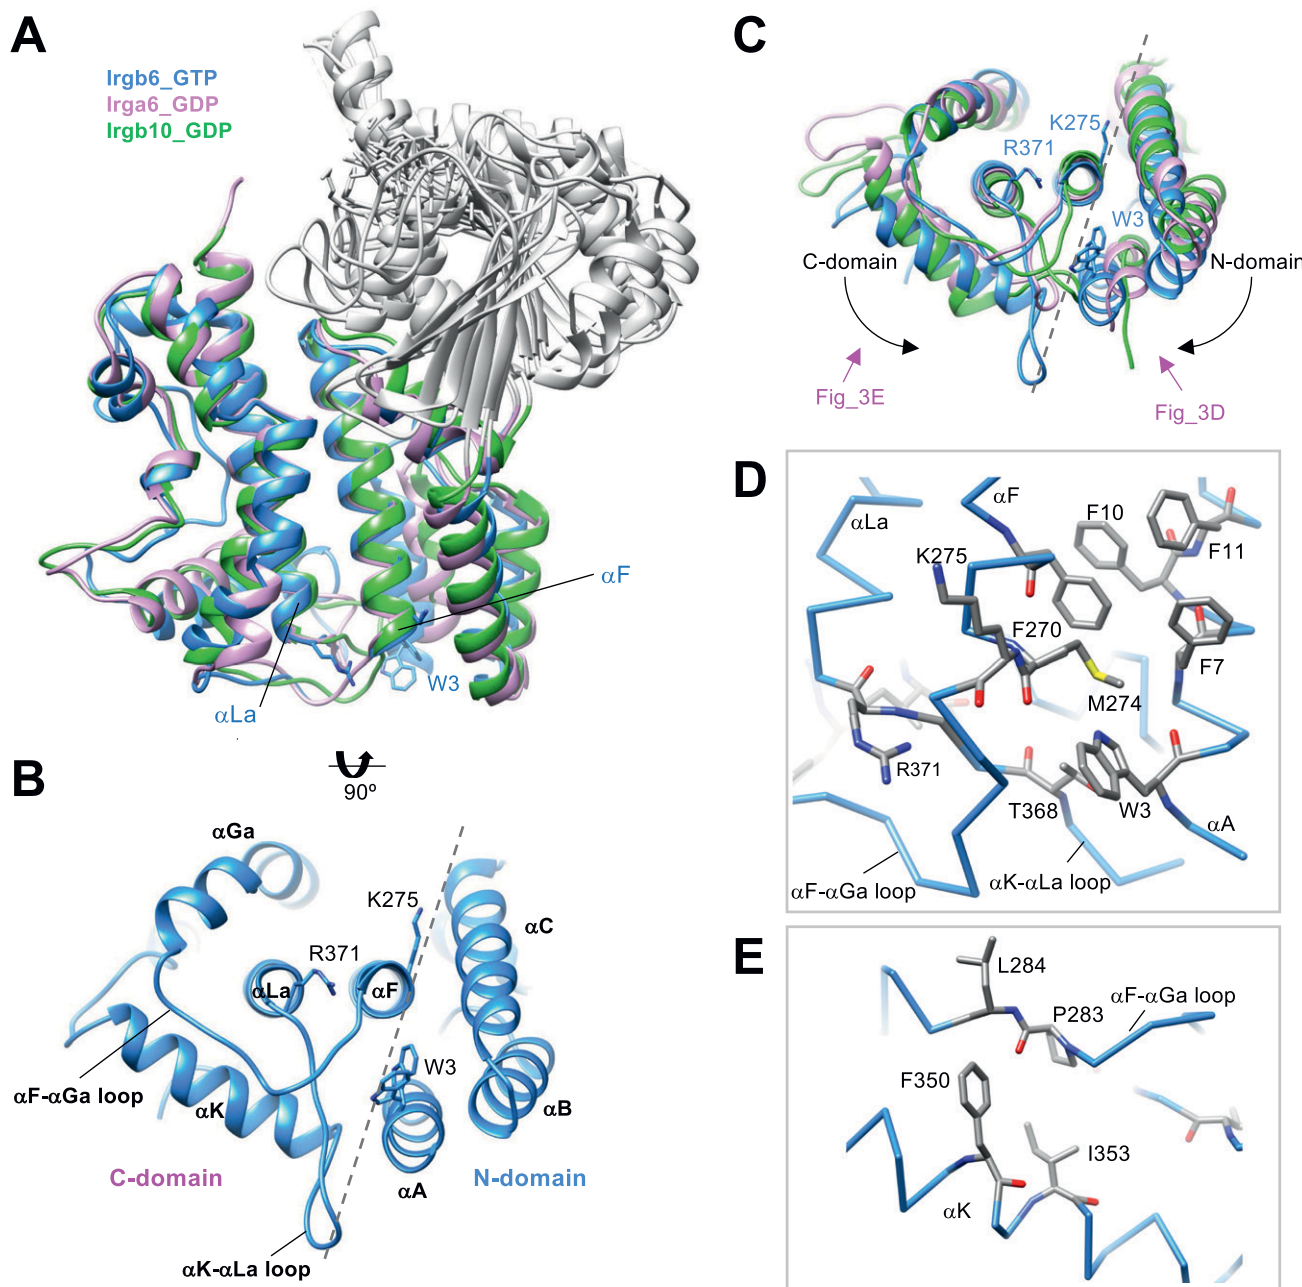 A
Irgb6_GTP
Irga6_GDP
Irgb10_GDP
αF
W3
αLa
90º
B
αGa
K275
αC
R371
αLa
αF
W3
αF-αGa loop
αK
αB
C-domain
αA
N-domain
αK-αLa loop
C
K275
R371
W3
C-domain
N-domain
Fig_3E
Fig_3D
D
αF
F10
αLa
F11
K275
F270
F7
M274
R371
T368
W3
αA
αF-αGa loop
αK-αLa loop
E
L284
αF-αGa loop
P283
F350
I353
αK